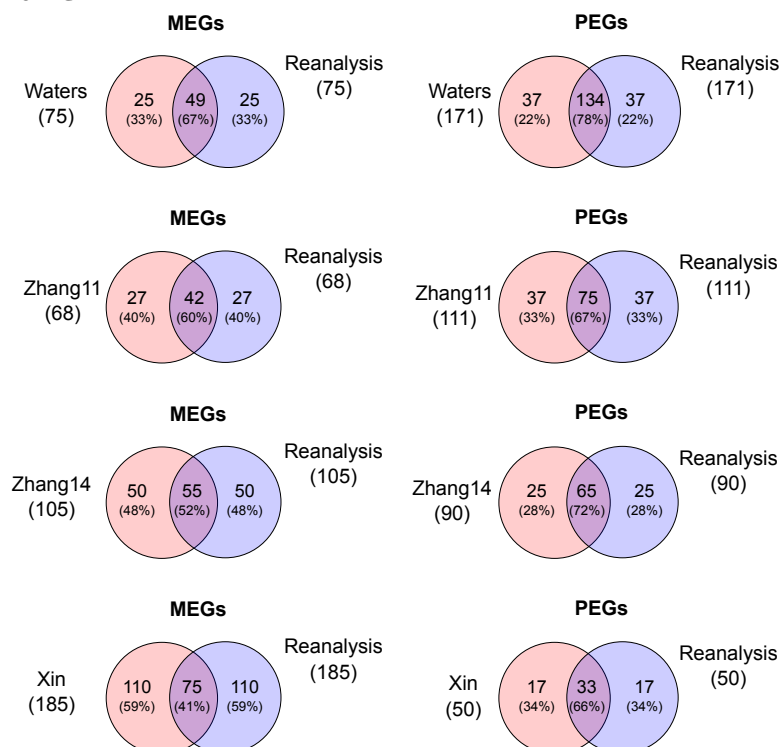 MEGs
Waters
(75)
25
(33%)
49
(67%)
25
(33%)
Reanalysis
(75)
PEGs
Waters
(171)
37
(22%)
134
(78%)
37
(22%)
Reanalysis
(171)
MEGs
Zhang11
(68)
27
(40%)
42
(60%)
27
(40%)
Reanalysis
(68)
PEGs
Zhang11
(111)
37
(33%)
75
(67%)
37
(33%)
Reanalysis
(111)
MEGs
Zhang14
(105)
50
(48%)
55
(52%)
50
(48%)
Reanalysis
(105)
PEGs
Zhang14
(90)
25
(28%)
65
(72%)
25
(28%)
Reanalysis
(90)
MEGs
Xin
(185)
110
(59%)
75
(41%)
110
(59%)
Reanalysis
(185)
PEGs
Xin
(50)
17
(34%)
33
(66%)
17
(34%)
Reanalysis
(50)